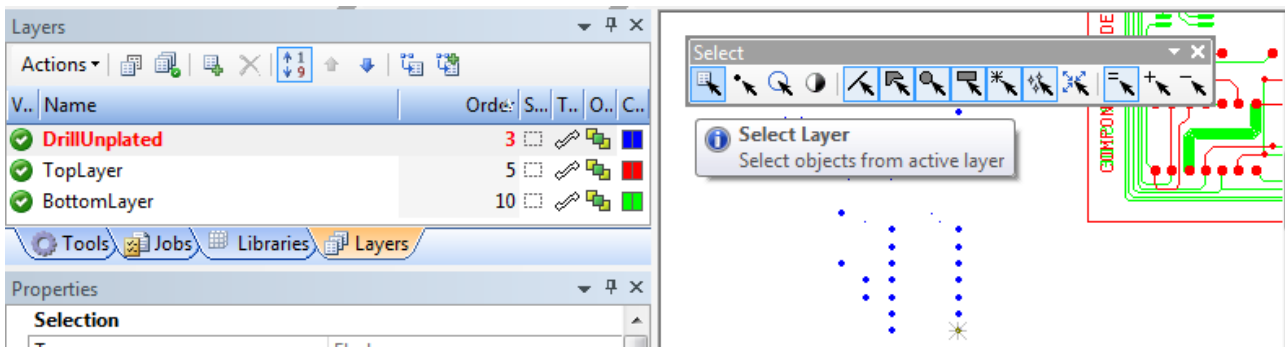 Layers
Actions
V.. Name Order S... T.. O.. C..
DrillUnplated 3
TopLayer 5
BottomLayer 10
Tools Jobs Libraries Layers
Properties
Selection
Select
Select Layer
Select objects from active layer